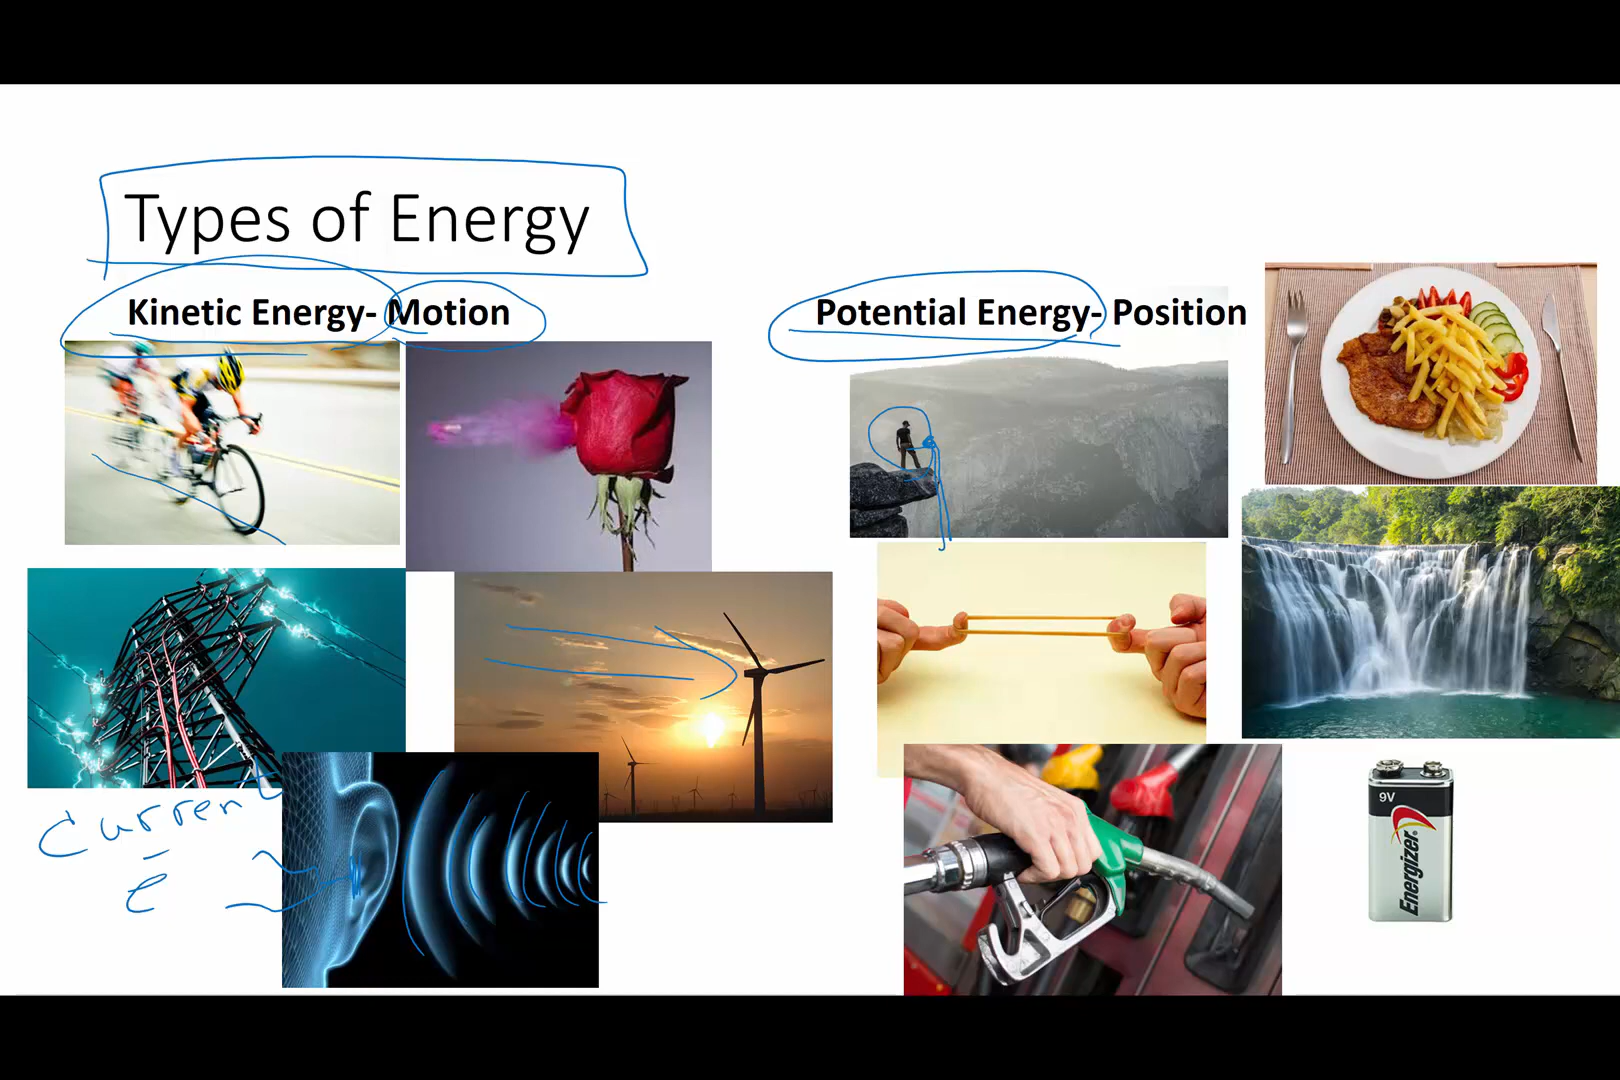 Types of Energy
Kinetic Energy- Motion
Potential Energy- Position
Current
e-
9V
Energizer